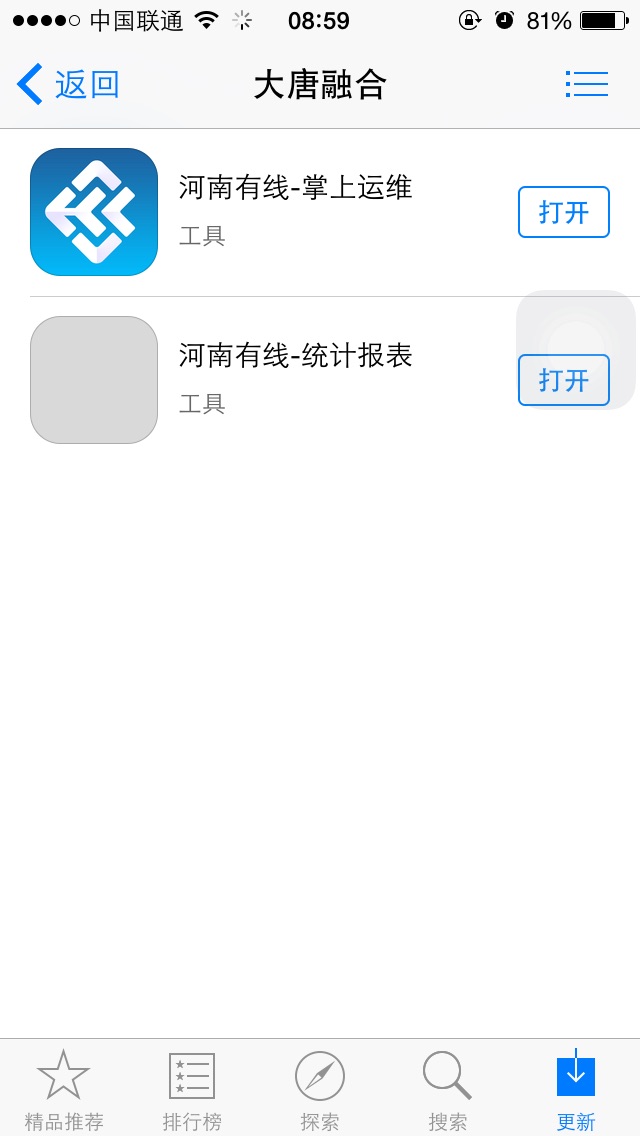 中国联通 08:59 81%
返回 大唐融合
河南有线-掌上运维
工具
打开
河南有线-统计报表
工具
打开
精品推荐 排行榜 探索 搜索 更新